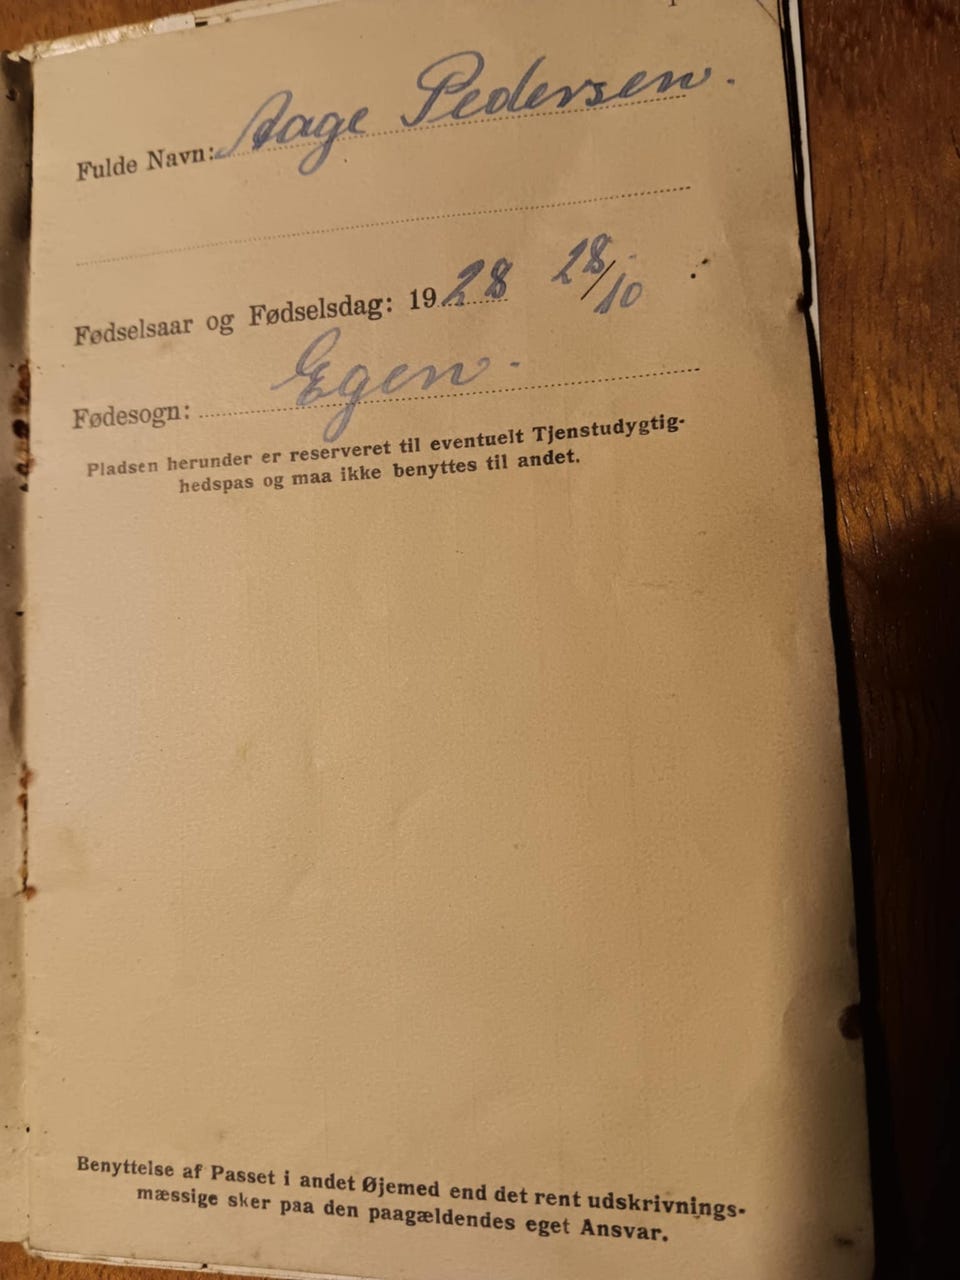 Fulde Navn: Aage Pedersen.
Fødselsaar og Fødselsdag: 1928 28/10
Fødesogn: Egen.
Pladsen herunder er reserveret til eventuelt Tjenstudygtig-
hedspas og maa ikke benyttes til andet.
Benyttelse af Passet i andet Øjemed end det rent udskrivnings-
mæssige sker paa den paagældendes eget Ansvar.